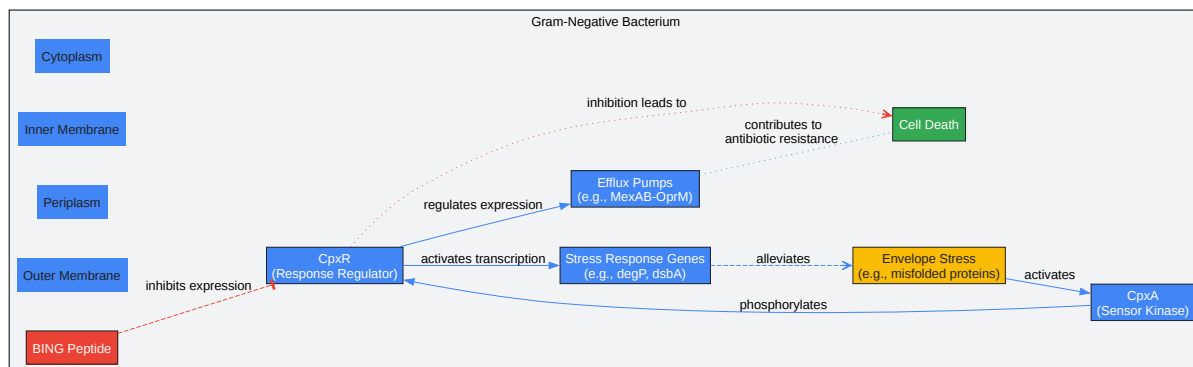 Gram-Negative Bacterium
Cytoplasm
Inner Membrane
Periplasm
Outer Membrane
BING Peptide
inhibits expression
CpxR
(Response Regulator)
inhibition leads to
regulates expression
activates transcription
Efflux Pumps
(e.g., MexAB-OprM)
contributes to
antibiotic resistance
Cell Death
Stress Response Genes
(e.g., degP, dsbA)
alleviates
Envelope Stress
(e.g., misfolded proteins)
activates
phosphorylates
CpxA
(Sensor Kinase)